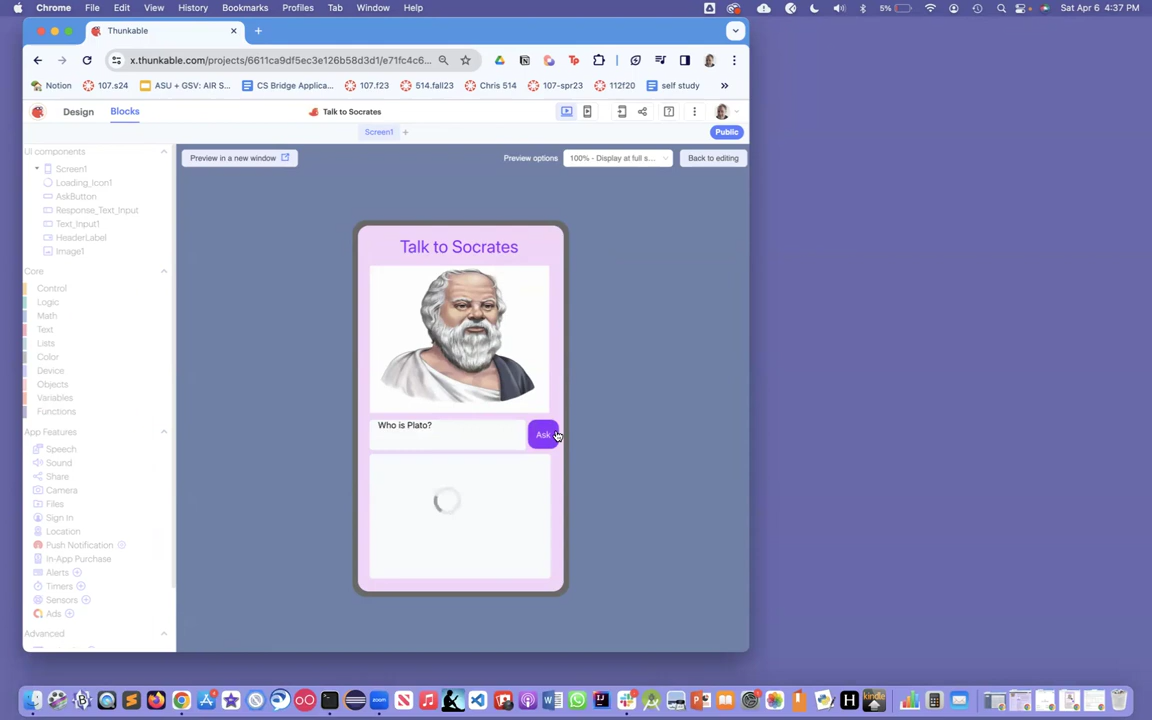 Chrome File Edit View History Bookmarks Profiles Tab Window Help 5% Sat Apr 6 4:37 PM
Thunkable
x.thunkable.com/projects/6611ca9df5ec3e126b58d3d1/e71fc4c6...
Notion 107.s24 ASU + GSV: AIR S... CS Bridge Applica... 107.f23 514.fall23 Chris 514 107-spr23 112f20 self study »
Design Blocks Talk to Socrates
Screen1 + Public
UI components
Screen1
Loading_Icon1
AskButton
Response_Text_Input
Text_Input1
HeaderLabel
Image1
Core
Control
Logic
Math
Text
Lists
Color
Device
Objects
Variables
Functions
App Features
Speech
Sound
Share
Camera
Files
Sign In
Location
Push Notification
In-App Purchase
Alerts
Timers
Sensors
Ads
Advanced
Preview in a new window Preview options 100% - Display at full s... Back to editing
Talk to Socrates
Who is Plato? Ask